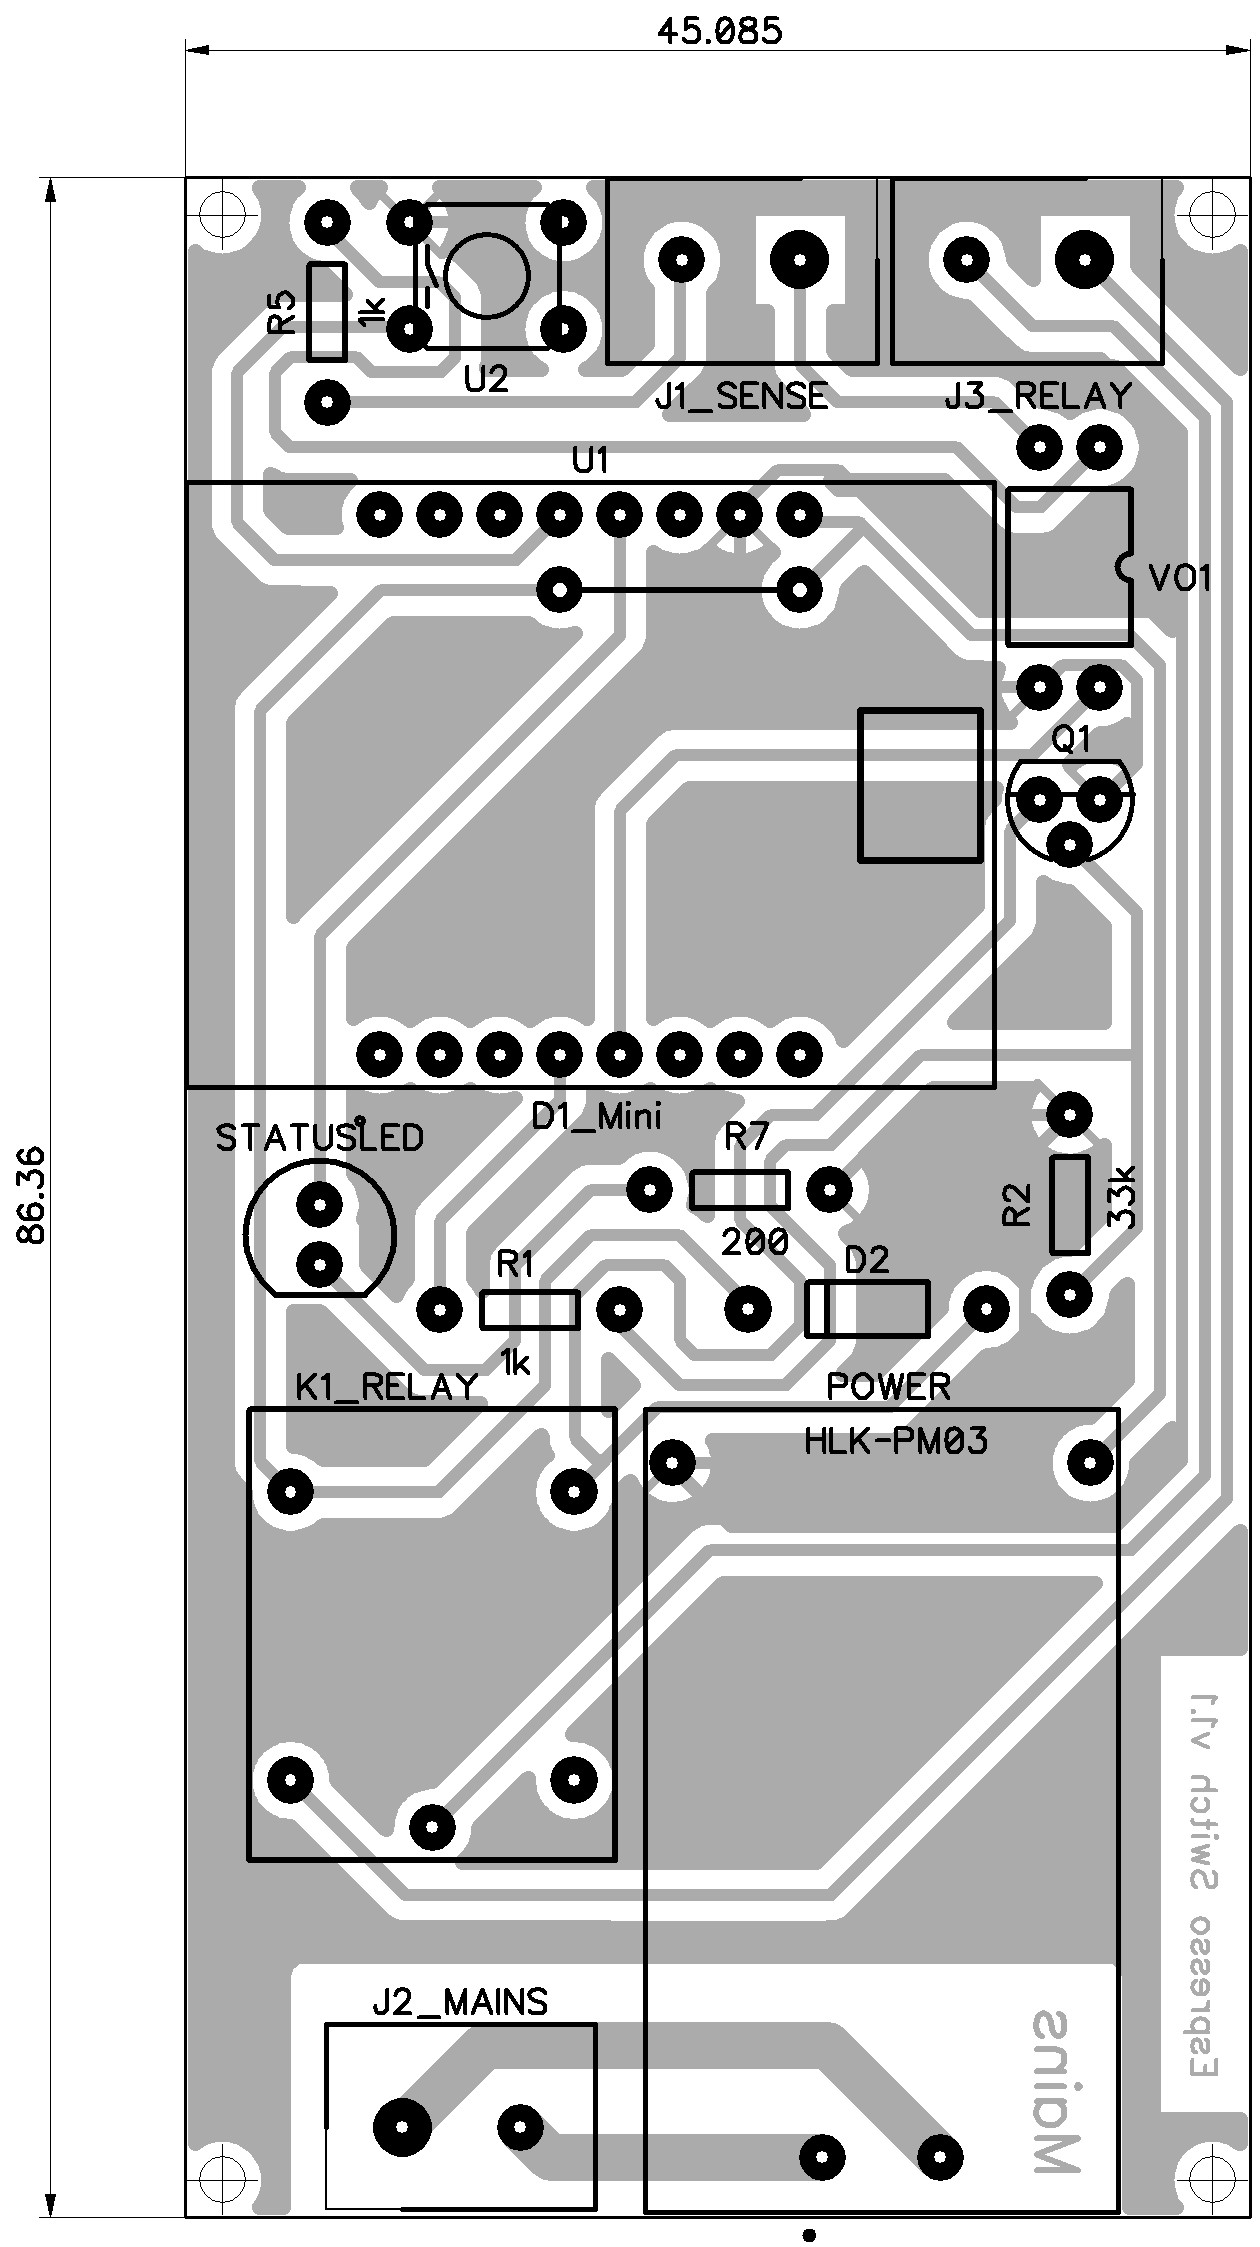 45.085
86.36
R5
1k
U2
J1_SENSE
J3_RELAY
U1
VO1
Q1
D1_Mini
STATUSLED
R7
200
R2
33k
R1
1k
D2
K1_RELAY
POWER
HLK-PM03
Espresso Switch v1.1
J2_MAINS
Mains